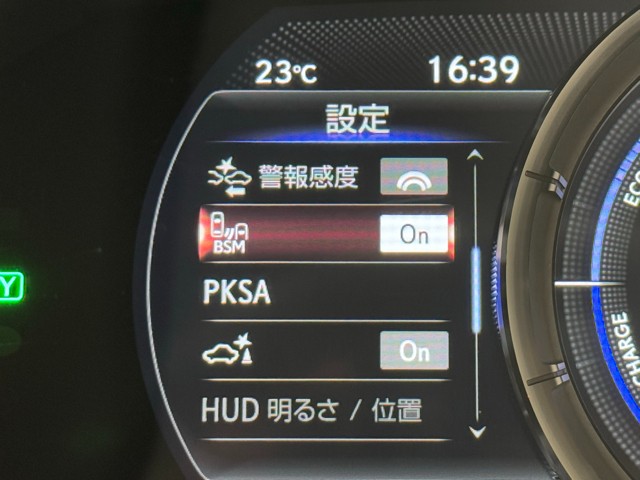 23℃ 16:39
設定
警報感度
BSM On
PKSA
On
HUD 明るさ / 位置
Y
ECO
CHARGE